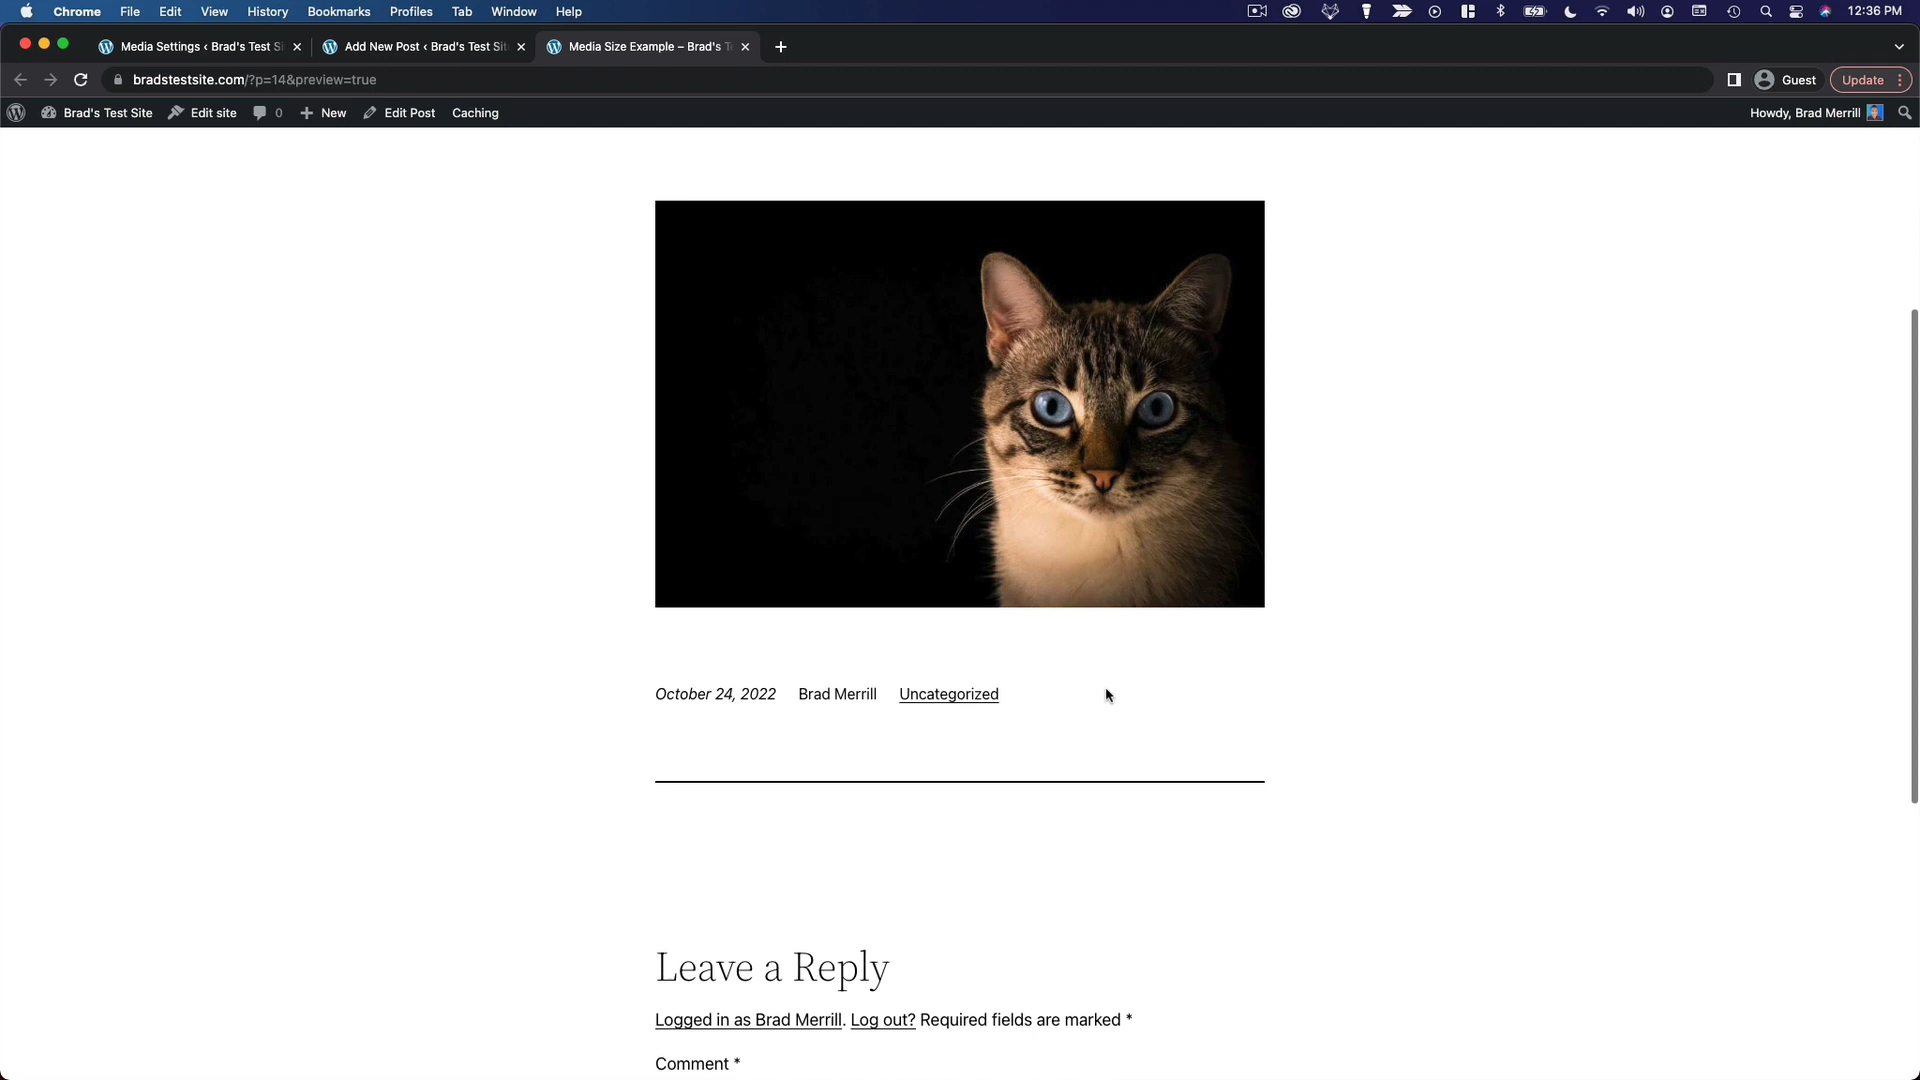 Chrome File Edit View History Bookmarks Profiles Tab Window Help 12:36 PM
Media Settings ‹ Brad's Test Si Add New Post ‹ Brad's Test Sit Media Size Example – Brad's T
bradstestsite.com/?p=14&preview=true Guest Update
Brad's Test Site Edit site 0 New Edit Post Caching Howdy, Brad Merrill
October 24, 2022 Brad Merrill Uncategorized
Leave a Reply
Logged in as Brad Merrill. Log out? Required fields are marked *
Comment *